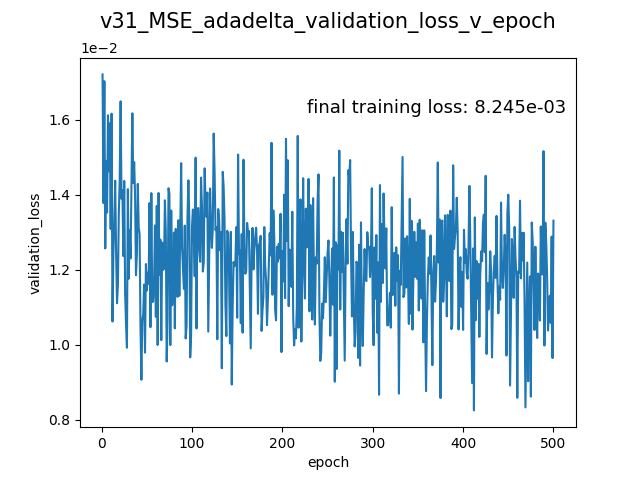 v31_MSE_adadelta_validation_loss_v_epoch
1e−2
final training loss: 8.245e-03
1.6
1.4
1.2
1.0
0.8
validation_loss
0 100 200 300 400 500
epoch